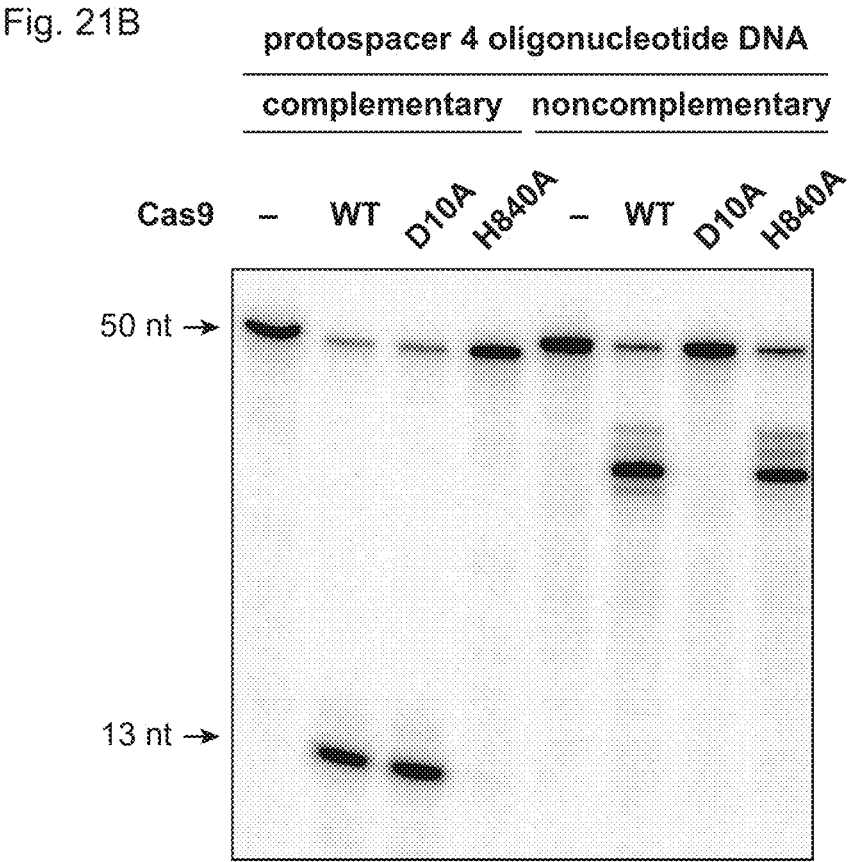 Fig. 21B
protospacer 4 oligonucleotide DNA
complementary noncomplementary
Cas9 – WT D10A H840A – WT D10A H840A
50 nt →
13 nt →